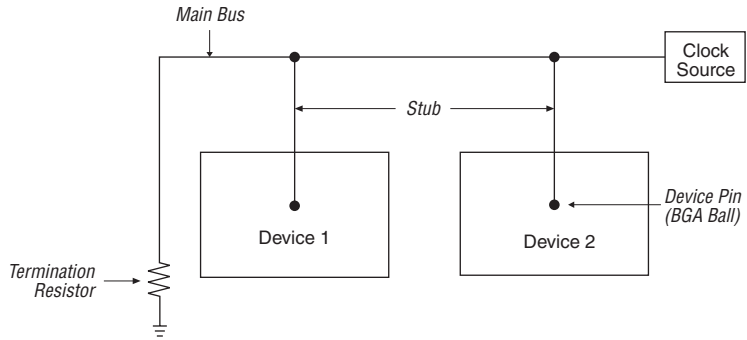 Main Bus
Clock
Source
Stub
Device Pin
(BGA Ball)
Device 1
Device 2
Termination
Resistor